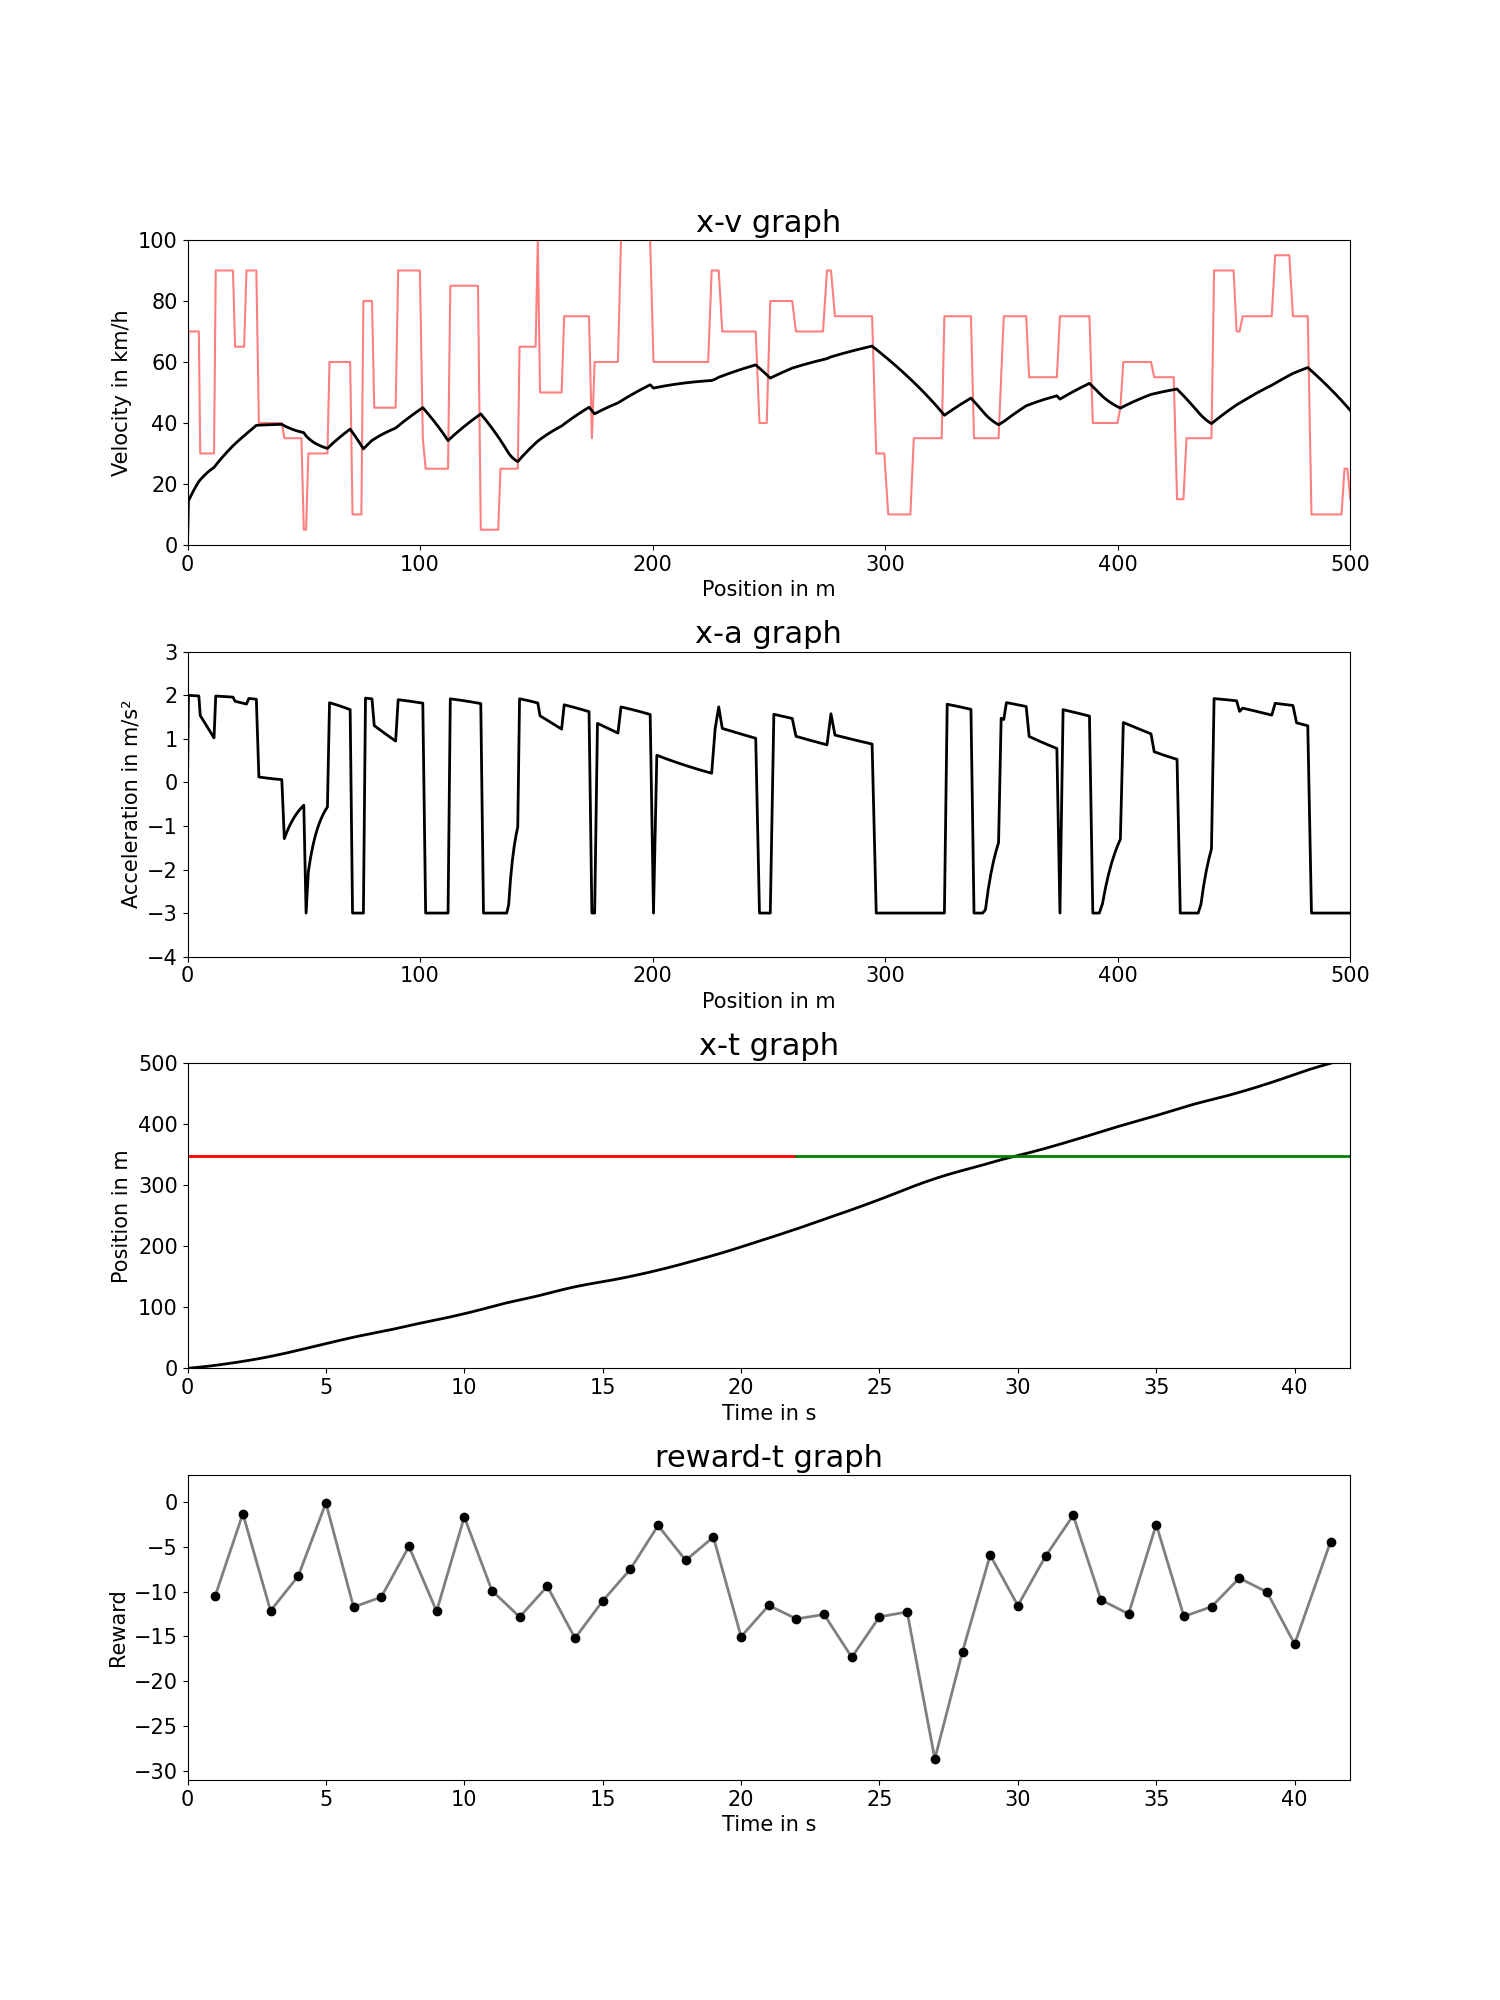 x-v graph
100
80
60
40
20
0
Velocity in km/h
0 100 200 300 400 500
Position in m
x-a graph
3
2
1
0
−1
−2
−3
−4
Acceleration in m/s²
0 100 200 300 400 500
Position in m
x-t graph
500
400
300
200
100
0
Position in m
0 5 10 15 20 25 30 35 40
Time in s
reward-t graph
0
−5
−10
−15
−20
−25
−30
Reward
0 5 10 15 20 25 30 35 40
Time in s